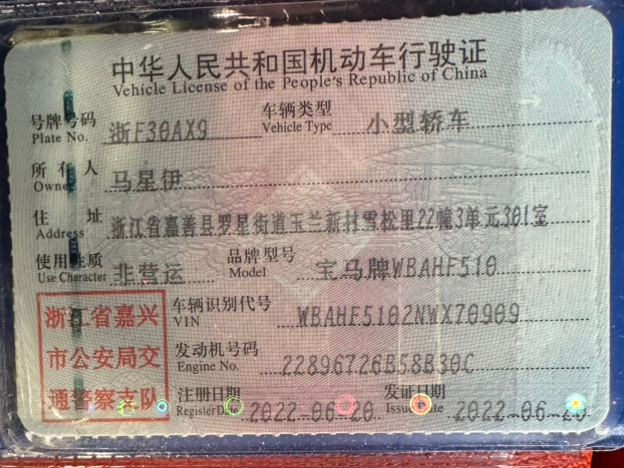 中华人民共和国机动车行驶证
Vehicle License of the People's Republic of China
号牌号码 浙F30AX9 车辆类型 小型轿车
Plate No. Vehicle Type
所有人 马星伊
Owner
住址 浙江省嘉善县罗星街道玉兰新村雪松里22幢3单元301室
Address
使用性质 非营运 品牌型号 宝马牌WBAHF510
Use Character Model
浙江省嘉兴
市公安局交
通警察支队
车辆识别代号 WBAHF5102NWX70909
VIN
发动机号码 22896726B58B30C
Engine No.
注册日期 2022-06-20 发证日期 2022-06-20
Register Date Issue Date